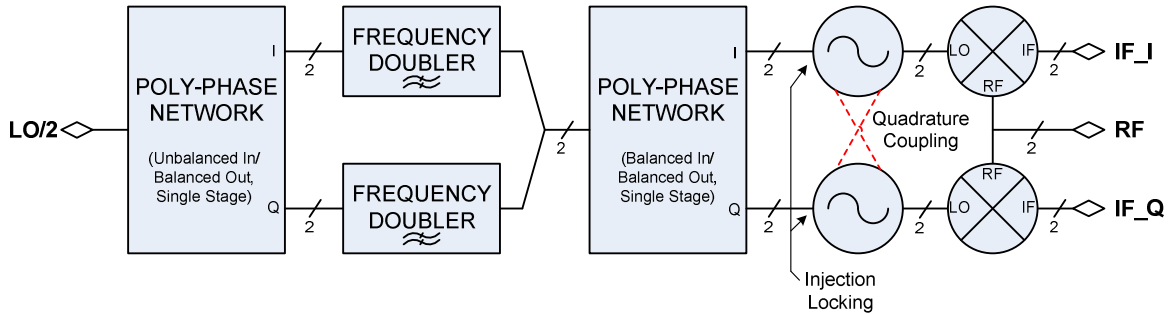 LO/2
POLY-PHASE
NETWORK
(Unbalanced In/
Balanced Out,
Single Stage)
I
Q
2
2
FREQUENCY
DOUBLER
FREQUENCY
DOUBLER
2
POLY-PHASE
NETWORK
(Balanced In/
Balanced Out,
Single Stage)
I
Q
2
2
Quadrature
Coupling
Injection
Locking
2
2
LO
IF
RF
RF
LO
IF
2
2
2
IF_I
RF
IF_Q